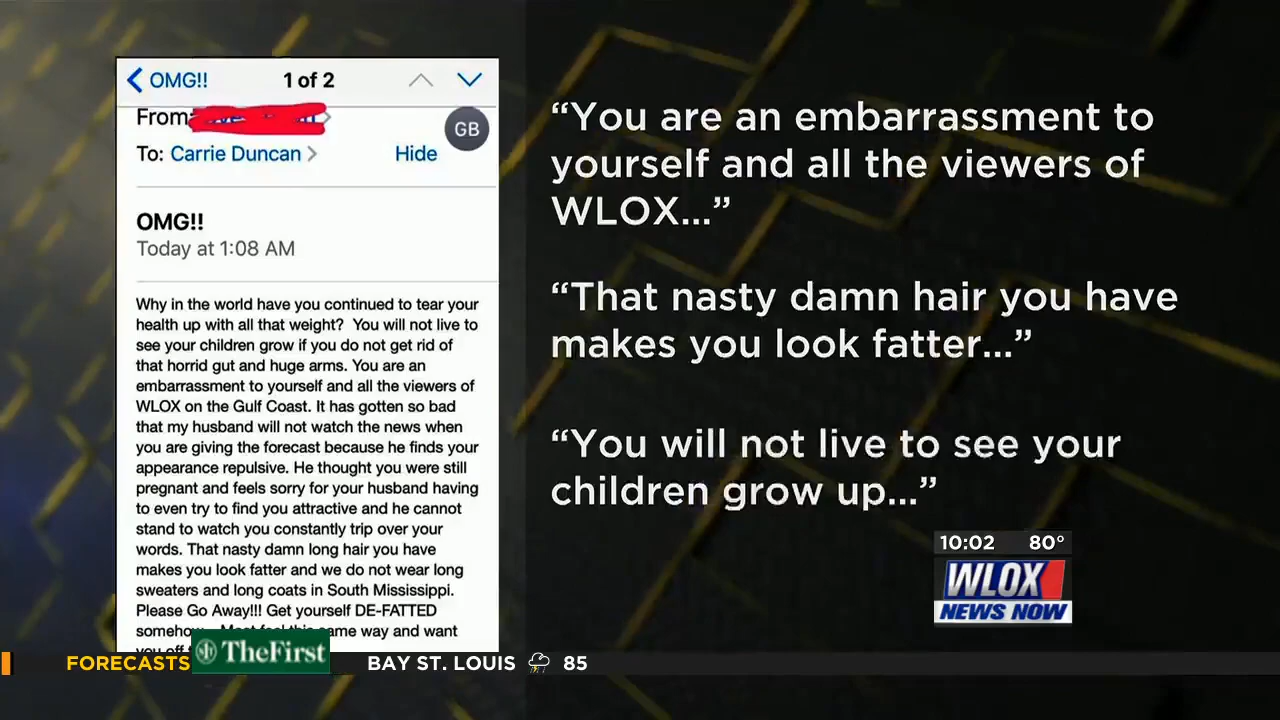 OMG!!
1 of 2
From:
GB
To: Carrie Duncan
Hide
OMG!!
Today at 1:08 AM
Why in the world have you continued to tear your
health up with all that weight? You will not live to
see your children grow if you do not get rid of
that horrid gut and huge arms. You are an
embarrassment to yourself and all the viewers of
WLOX on the Gulf Coast. It has gotten so bad
that my husband will not watch the news when
you are giving the forecast because he finds your
appearance repulsive. He thought you were still
pregnant and feels sorry for your husband having
to even try to find you attractive and he cannot
stand to watch you constantly trip over your
words. That nasty damn long hair you have
makes you look fatter and we do not wear long
sweaters and long coats in South Mississippi.
Please Go Away!!! Get yourself DE-FATTED
same way and want
“You are an embarrassment to
yourself and all the viewers of
WLOX...”
“That nasty damn hair you have
makes you look fatter...”
“You will not live to see your
children grow up...”
10:02 80°
WLOX
NEWS NOW
FORECASTS
TheFirst
BAY ST. LOUIS 85